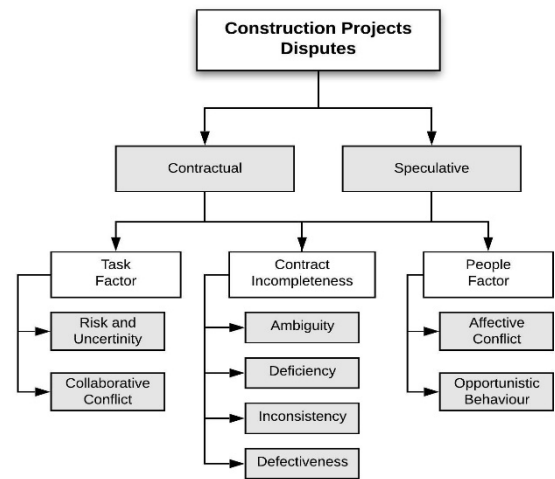 Construction Projects
Disputes
Contractual
Speculative
Task
Factor
Contract
Incompleteness
People
Factor
Risk and
Uncertinity
Collaborative
Conflict
Ambiguity
Deficiency
Inconsistency
Defectiveness
Affective
Conflict
Opportunistic
Behaviour